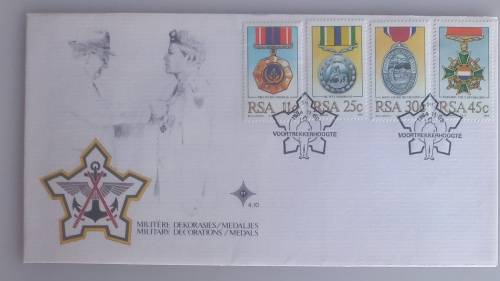 RSA 11c
RSA 25c
RSA 30c
RSA 45c
VOORTREKKERHOOGTE
VOORTREKKERHOOGTE
4.10
MILITÊRE DEKORASIES/MEDALJES
MILITARY DECORATIONS/MEDALS